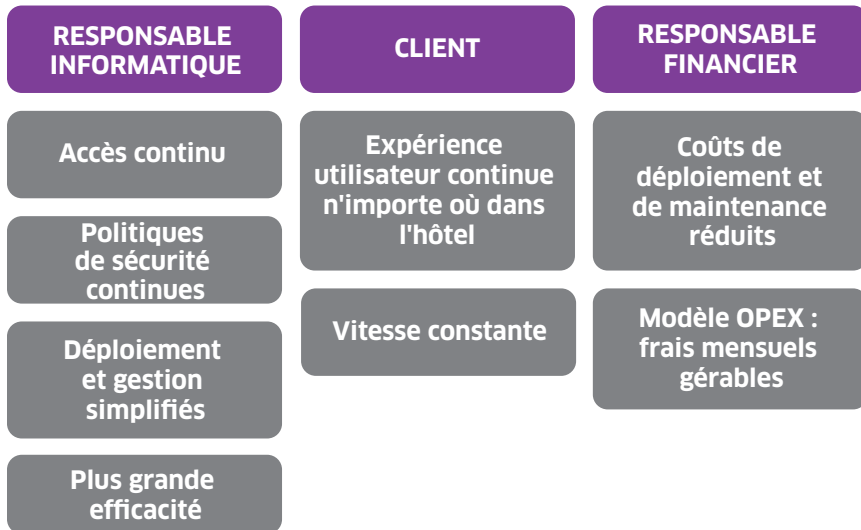 RESPONSABLE
INFORMATIQUE
Accès continu
Politiques
de sécurité
continues
Déploiement
et gestion
simplifiés
Plus grande
efficacité
CLIENT
Expérience
utilisateur continue
n'importe où dans
l'hôtel
Vitesse constante
RESPONSABLE
FINANCIER
Coûts de
déploiement et
de maintenance
réduits
Modèle OPEX :
frais mensuels
gérables